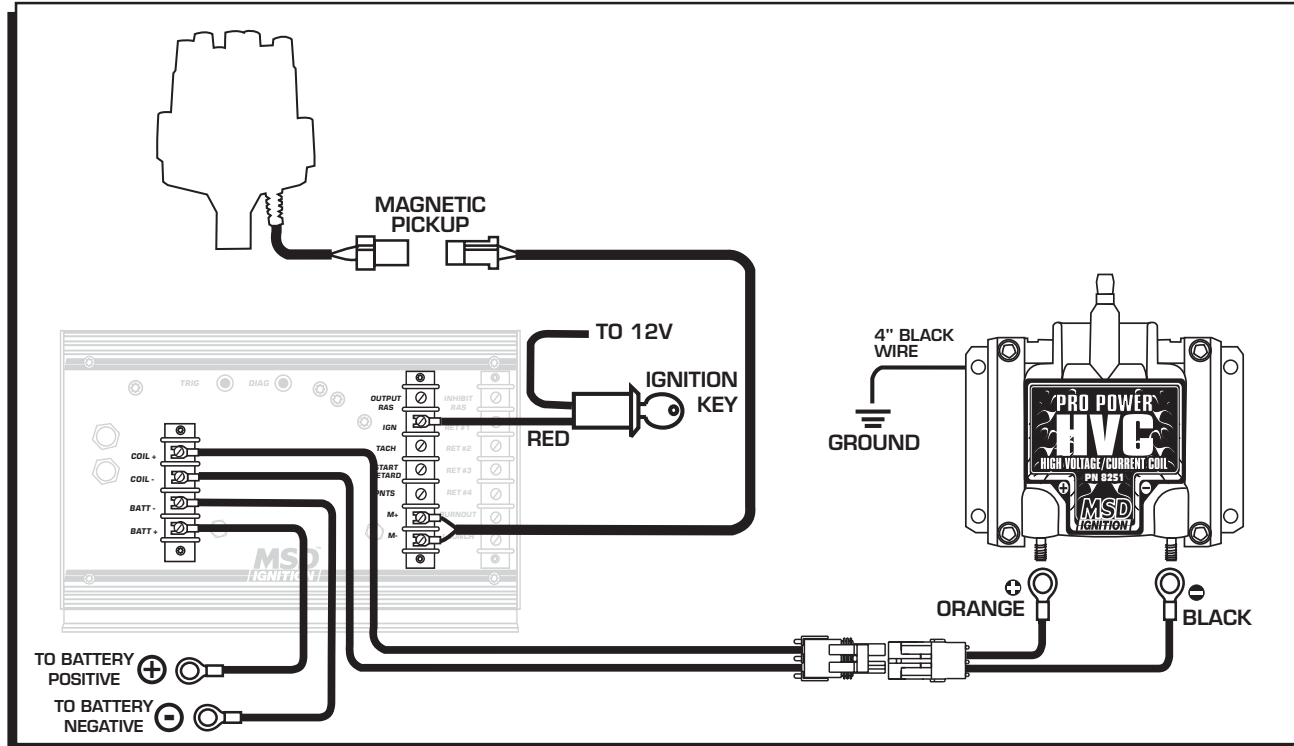 MAGNETIC
PICKUP
TO 12V
IGNITION
KEY
RED
4" BLACK
WIRE
GROUND
TRIG
DIAG
OUTPUT
RAS
IGN
TACH
START
RETARD
PNTS
M+
M-
INHIBIT
RAS
RET #1
RET #2
RET #3
RET #4
BURNOUT
COIL +
COIL -
BATT -
BATT +
MSD™
IGNITION
PRO POWER
HVC
HIGH VOLTAGE/CURRENT COIL
PN 8251
+ -
MSD
IGNITION
+
ORANGE
-
BLACK
TO BATTERY
POSITIVE +
TO BATTERY
NEGATIVE -